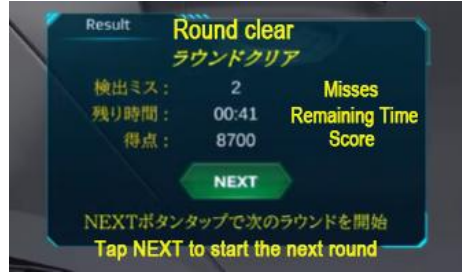 Result
Round clear
ラウンドクリア
検出ミス： 2 Misses
残り時間： 00:41 Remaining Time
得点： 8700 Score
NEXT
NEXTボタンタップで次のラウンドを開始
Tap NEXT to start the next round